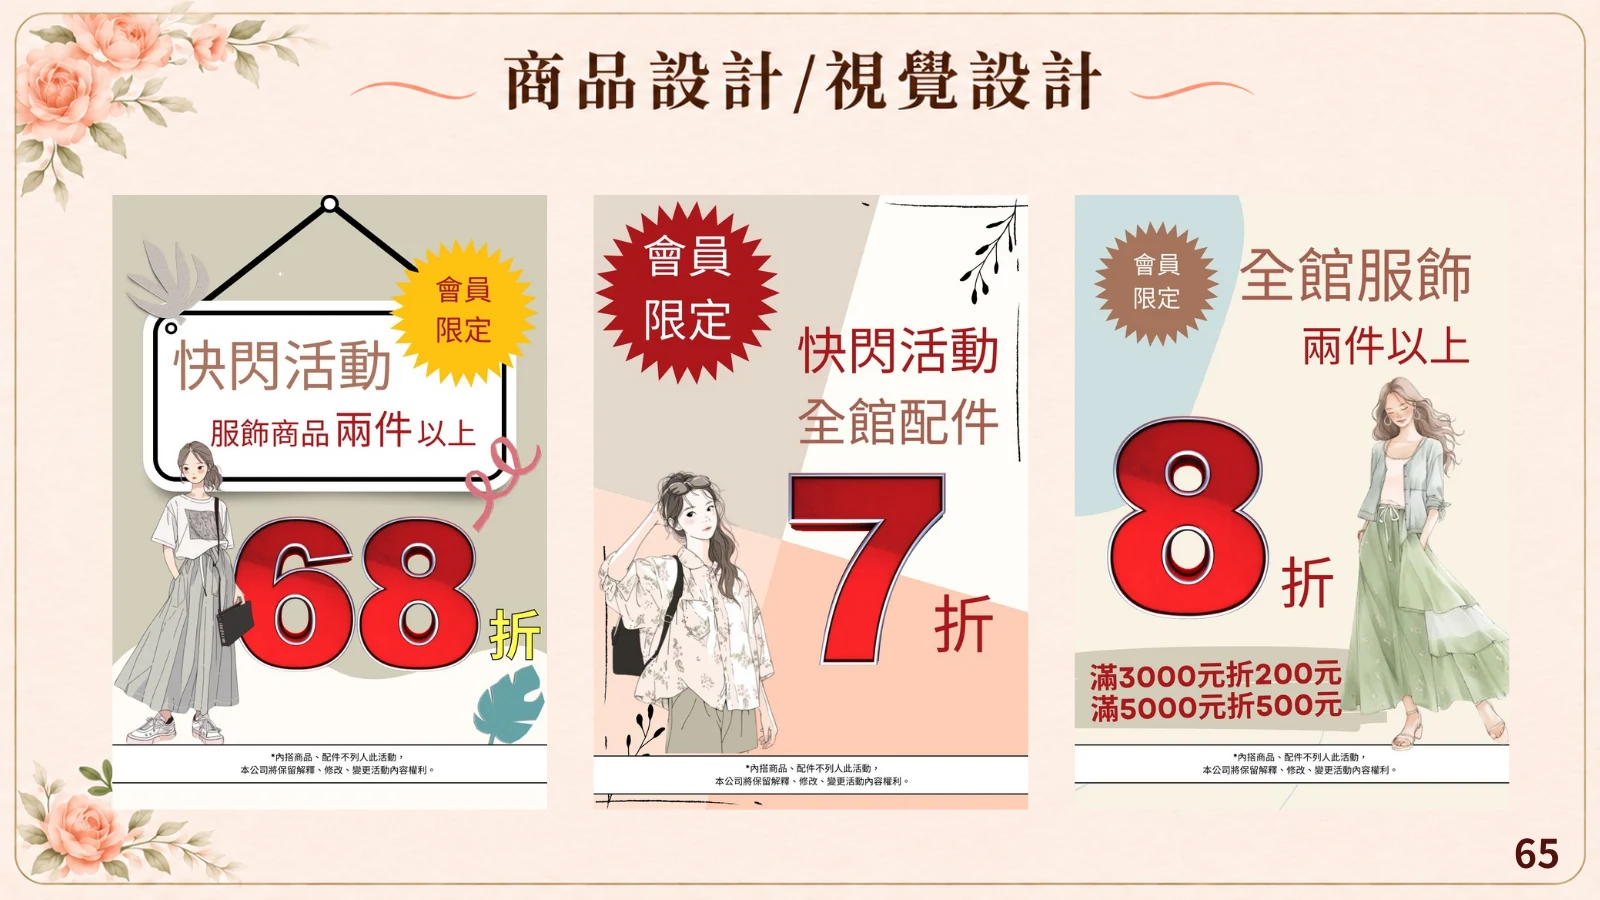 商品設計/視覺設計
會員
限定
快閃活動
服飾商品兩件以上
68折
*內搭商品、配件不列人此活動，
本公司將保留解釋、修改、變更活動內容權利。
會員
限定
快閃活動
全館配件
7折
*內搭商品、配件不列人此活動，
本公司將保留解釋、修改、變更活動內容權利。
會員
限定
全館服飾
兩件以上
8折
滿3000元折200元
滿5000元折500元
*內搭商品、配件不列人此活動，
本公司將保留解釋、修改、變更活動內容權利。
65